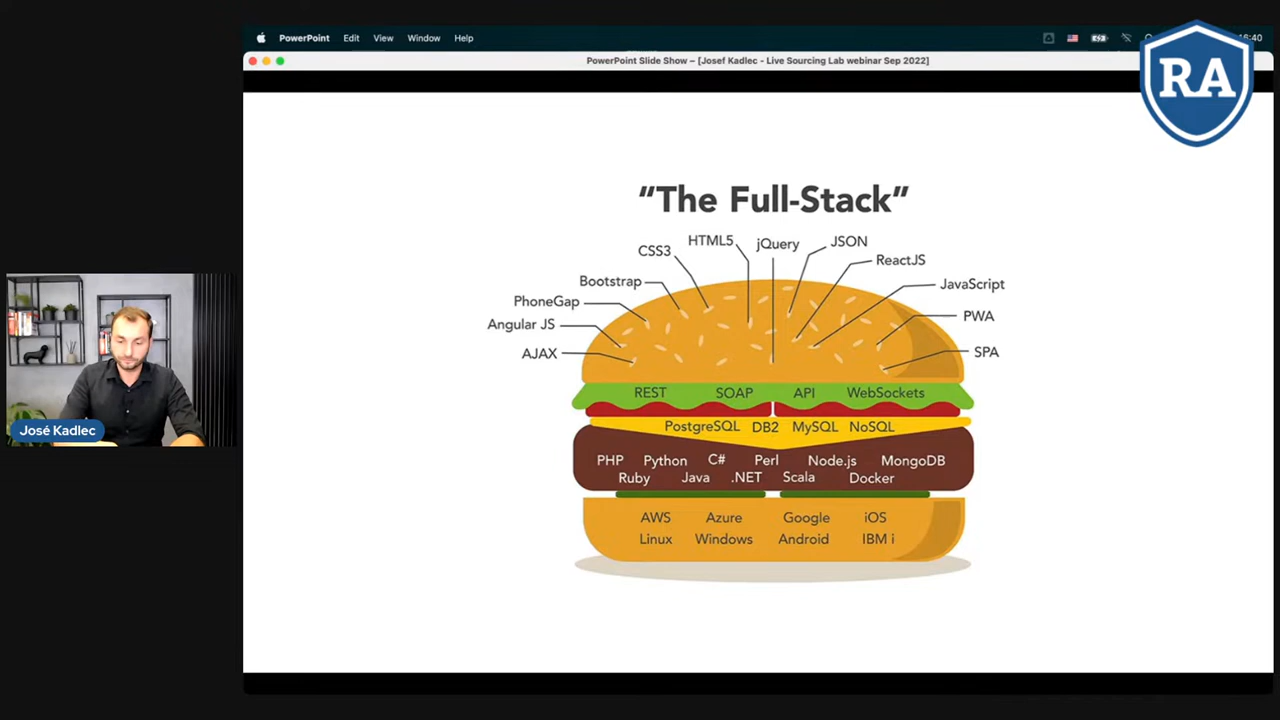 PowerPoint Edit View Window Help
:40
PowerPoint Slide Show – [Josef Kadlec - Live Sourcing Lab webinar Sep 2022]
RA
“The Full-Stack”
HTML5 jQuery JSON
CSS3 ReactJS
Bootstrap JavaScript
PhoneGap PWA
Angular JS
AJAX SPA
REST SOAP API WebSockets
PostgreSQL DB2 MySQL NoSQL
PHP Python C# Perl Node.js MongoDB
Ruby Java .NET Scala Docker
AWS Azure Google iOS
Linux Windows Android IBM i
José Kadlec